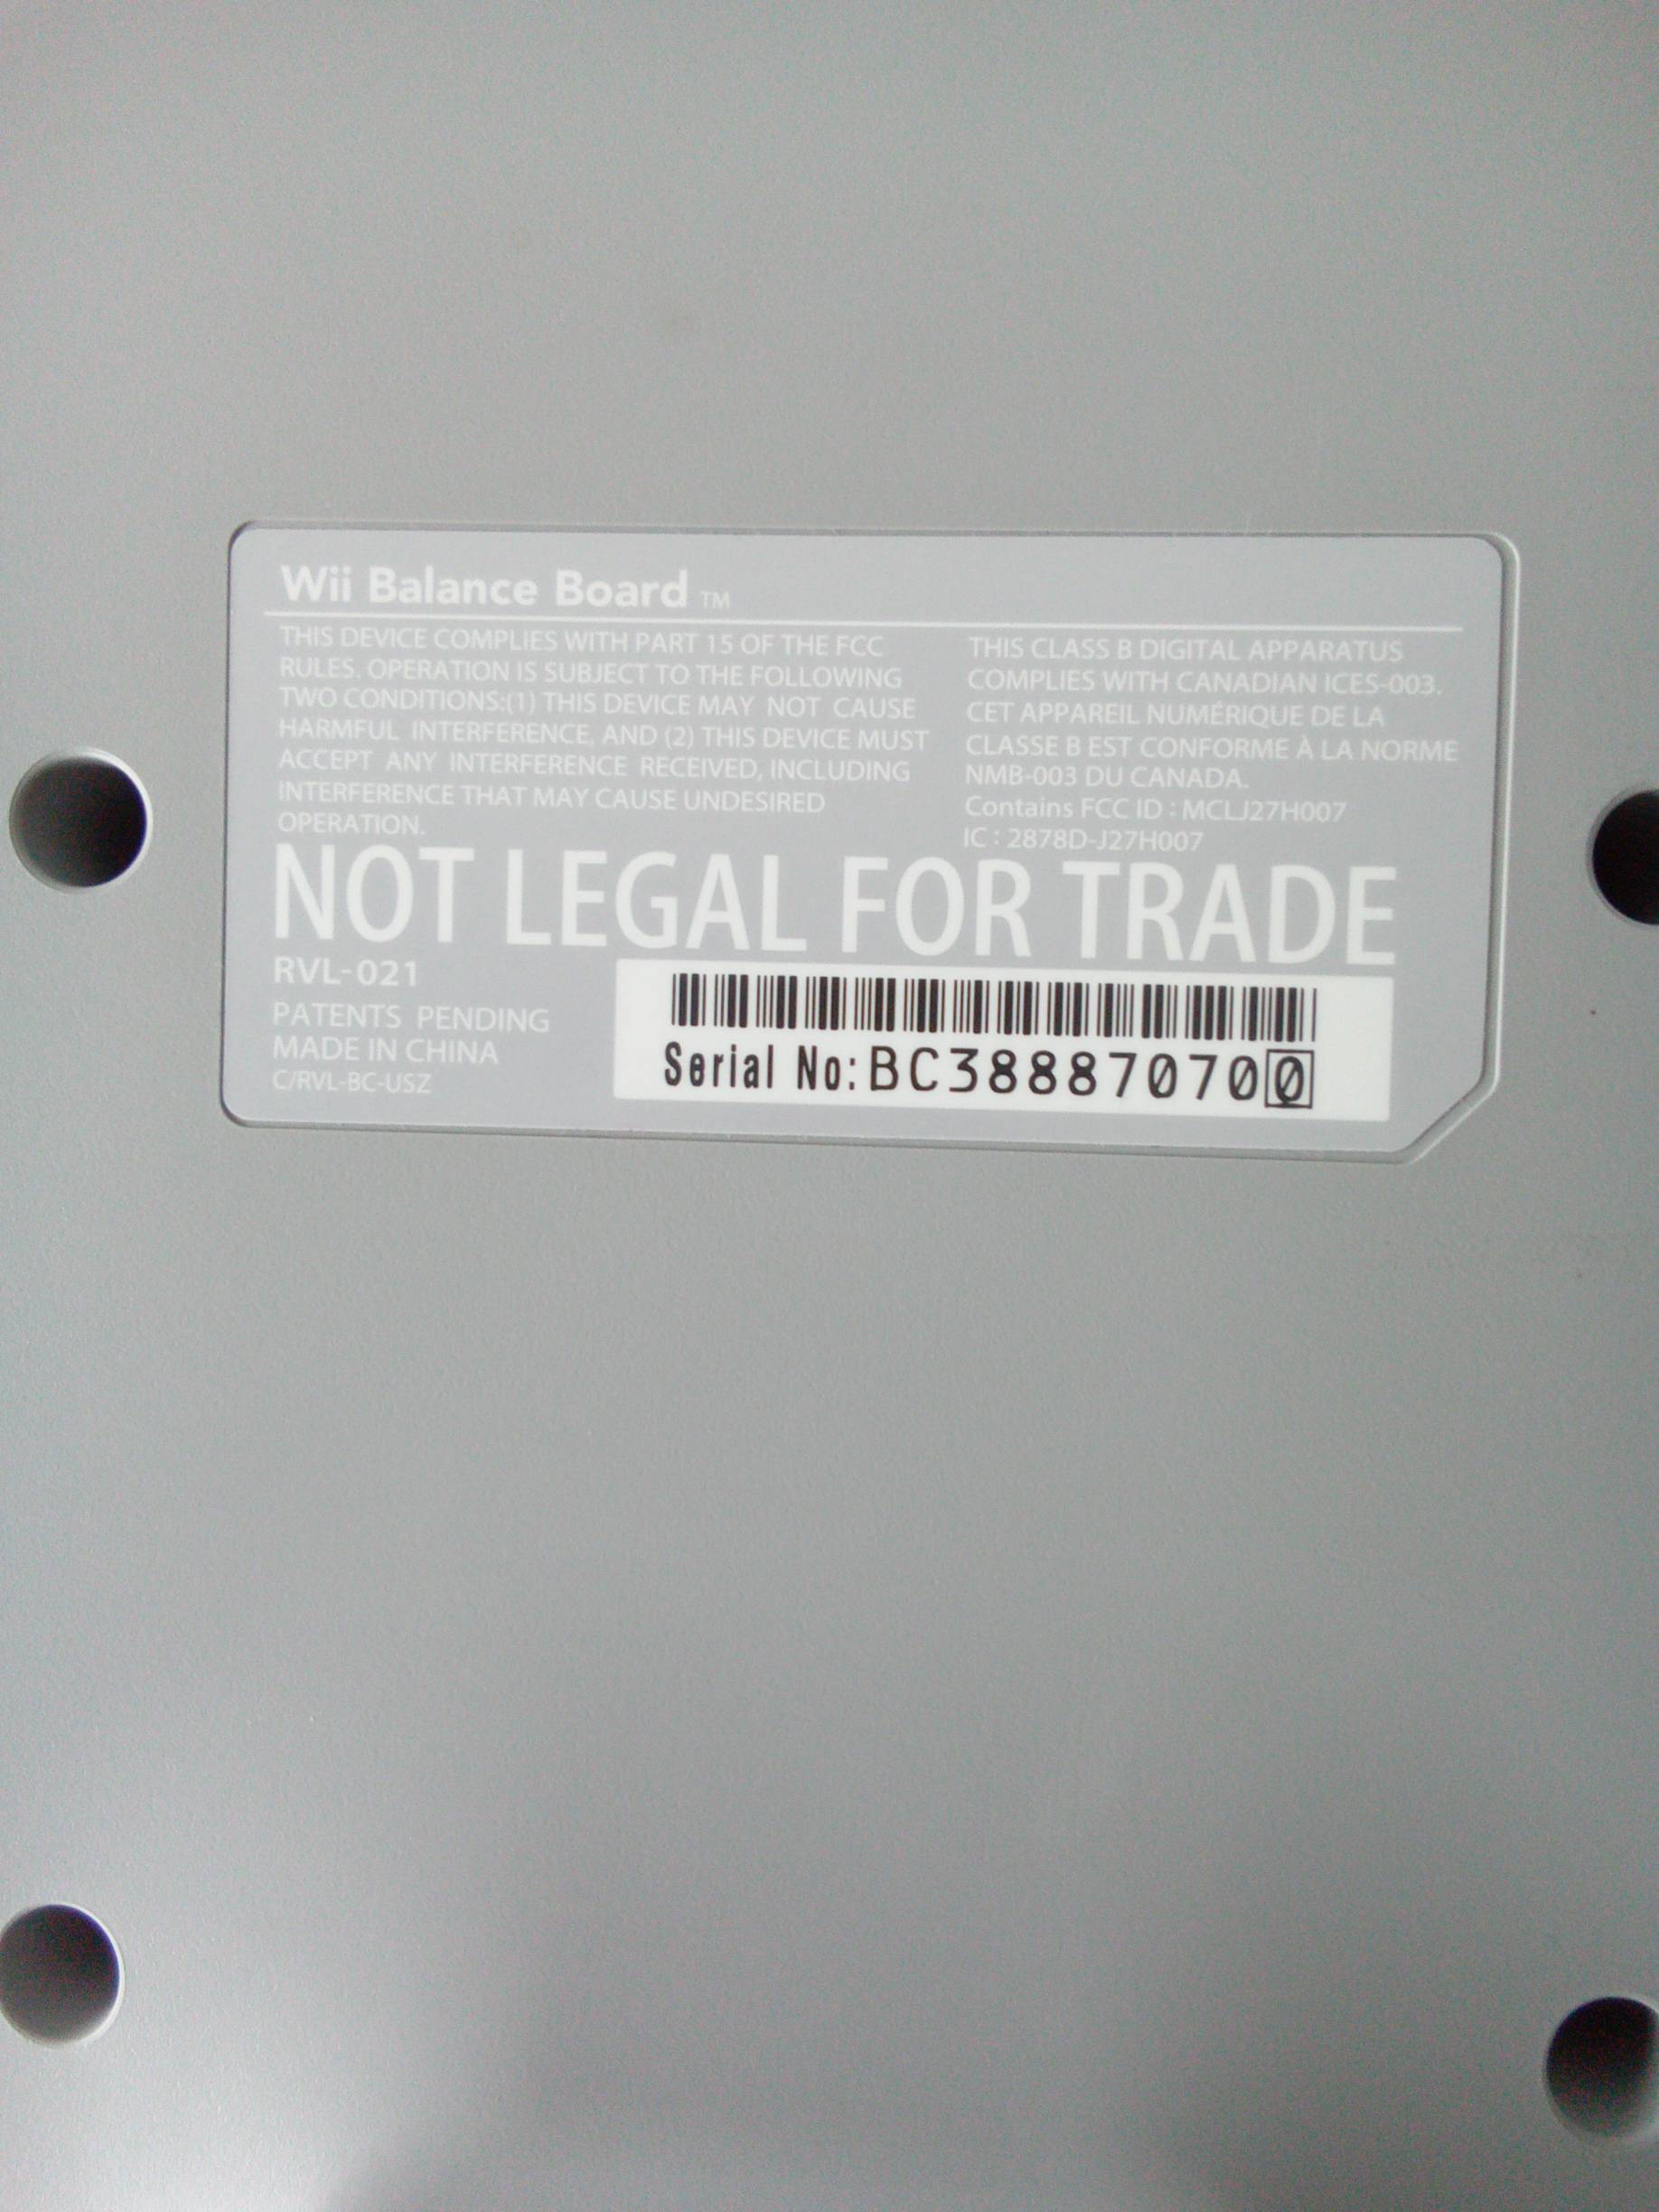 Wii Balance Board TM
THIS DEVICE COMPLIES WITH PART 15 OF THE FCC
RULES. OPERATION IS SUBJECT TO THE FOLLOWING
TWO CONDITIONS:(1) THIS DEVICE MAY NOT CAUSE
HARMFUL INTERFERENCE, AND (2) THIS DEVICE MUST
ACCEPT ANY INTERFERENCE RECEIVED, INCLUDING
INTERFERENCE THAT MAY CAUSE UNDESIRED
OPERATION.
THIS CLASS B DIGITAL APPARATUS
COMPLIES WITH CANADIAN ICES-003.
CET APPAREIL NUMÉRIQUE DE LA
CLASSE B EST CONFORME À LA NORME
NMB-003 DU CANADA.
Contains FCC ID : MCLJ27H007
IC : 2878D-J27H007
NOT LEGAL FOR TRADE
RVL-021
PATENTS PENDING
MADE IN CHINA
C/RVL-BC-USZ
Serial No:BC388870700